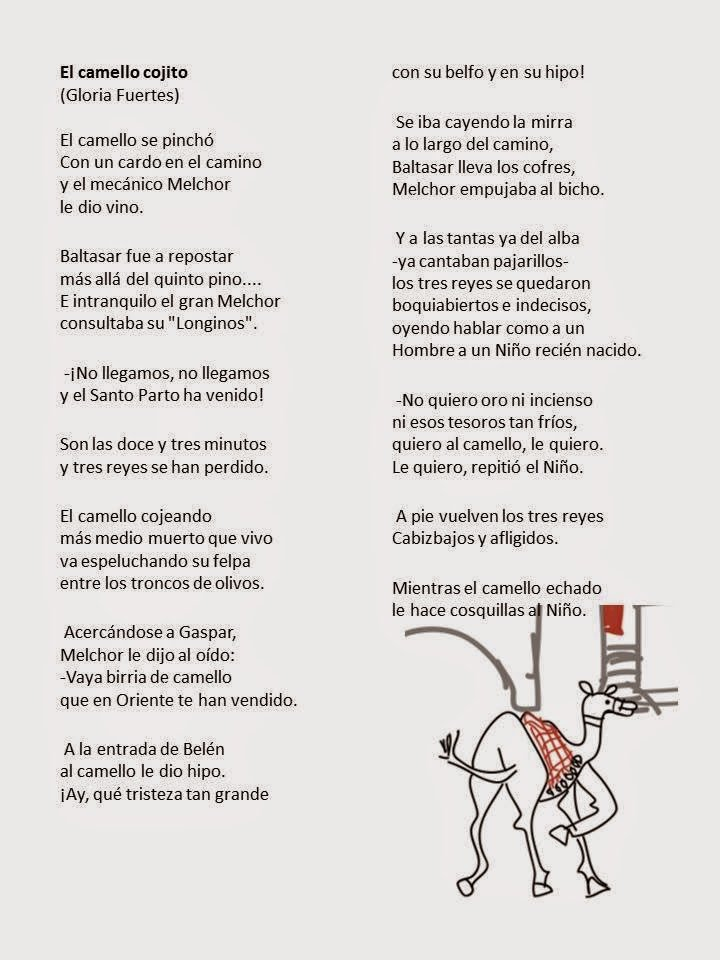 El camello cojito
(Gloria Fuertes)
El camello se pinchó
Con un cardo en el camino
y el mecánico Melchor
le dio vino.
Baltasar fue a repostar
más allá del quinto pino....
E intranquilo el gran Melchor
consultaba su "Longinos".
-¡No llegamos, no llegamos
y el Santo Parto ha venido!
Son las doce y tres minutos
y tres reyes se han perdido.
El camello cojeando
más medio muerto que vivo
va espeluchando su felpa
entre los troncos de olivos.
Acercándose a Gaspar,
Melchor le dijo al oído:
-Vaya birria de camello
que en Oriente te han vendido.
A la entrada de Belén
al camello le dio hipo.
¡Ay, qué tristeza tan grande
con su belfo y en su hipo!
Se iba cayendo la mirra
a lo largo del camino,
Baltasar lleva los cofres,
Melchor empujaba al bicho.
Y a las tantas ya del alba
-ya cantaban pajarillos-
los tres reyes se quedaron
boquiabiertos e indecisos,
oyendo hablar como a un
Hombre a un Niño recién nacido.
-No quiero oro ni incienso
ni esos tesoros tan fríos,
quiero al camello, le quiero.
Le quiero, repitió el Niño.
A pie vuelven los tres reyes
Cabizbajos y afligidos.
Mientras el camello echado
le hace cosquillas al Niño.